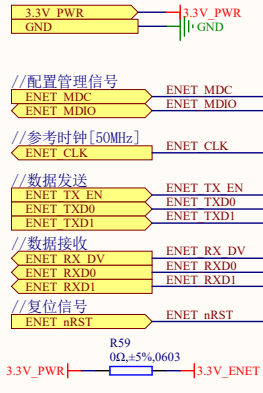 3.3V_PWR 3.3V_PWR
GND GND
//配置管理信号
ENET_MDC ENET_MDC
ENET_MDIO ENET_MDIO
//参考时钟[50MHz]
ENET_CLK ENET_CLK
//数据发送
ENET_TX_EN ENET_TX_EN
ENET_TXD0 ENET_TXD0
ENET_TXD1 ENET_TXD1
//数据接收
ENET_RX_DV ENET_RX_DV
ENET_RXD0 ENET_RXD0
ENET_RXD1 ENET_RXD1
//复位信号
ENET_nRST ENET_nRST
R59
0Ω,±5%,0603
3.3V_PWR 3.3V_ENET